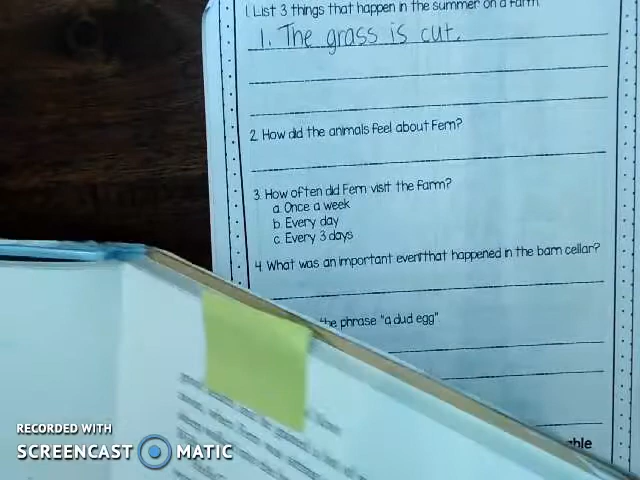 1. List 3 things that happen in the summer on a farm
1. The grass is cut.
2. How did the animals feel about Fern?
3. How often did Fern visit the farm?
a. Once a week
b. Every day
c. Every 3 days
4. What was an important event that happened in the barn cellar?
the phrase "a dud egg"
RECORDED WITH
SCREENCAST MATIC